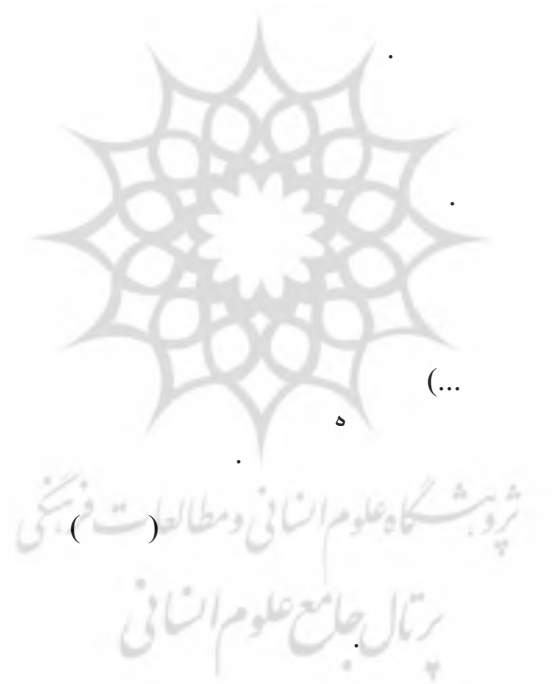 .
.
(...
ه
.
پژوهشگاه علوم انسانی و مطالعات فرهنگی
( )
پرتال جامع علوم انسانی
.